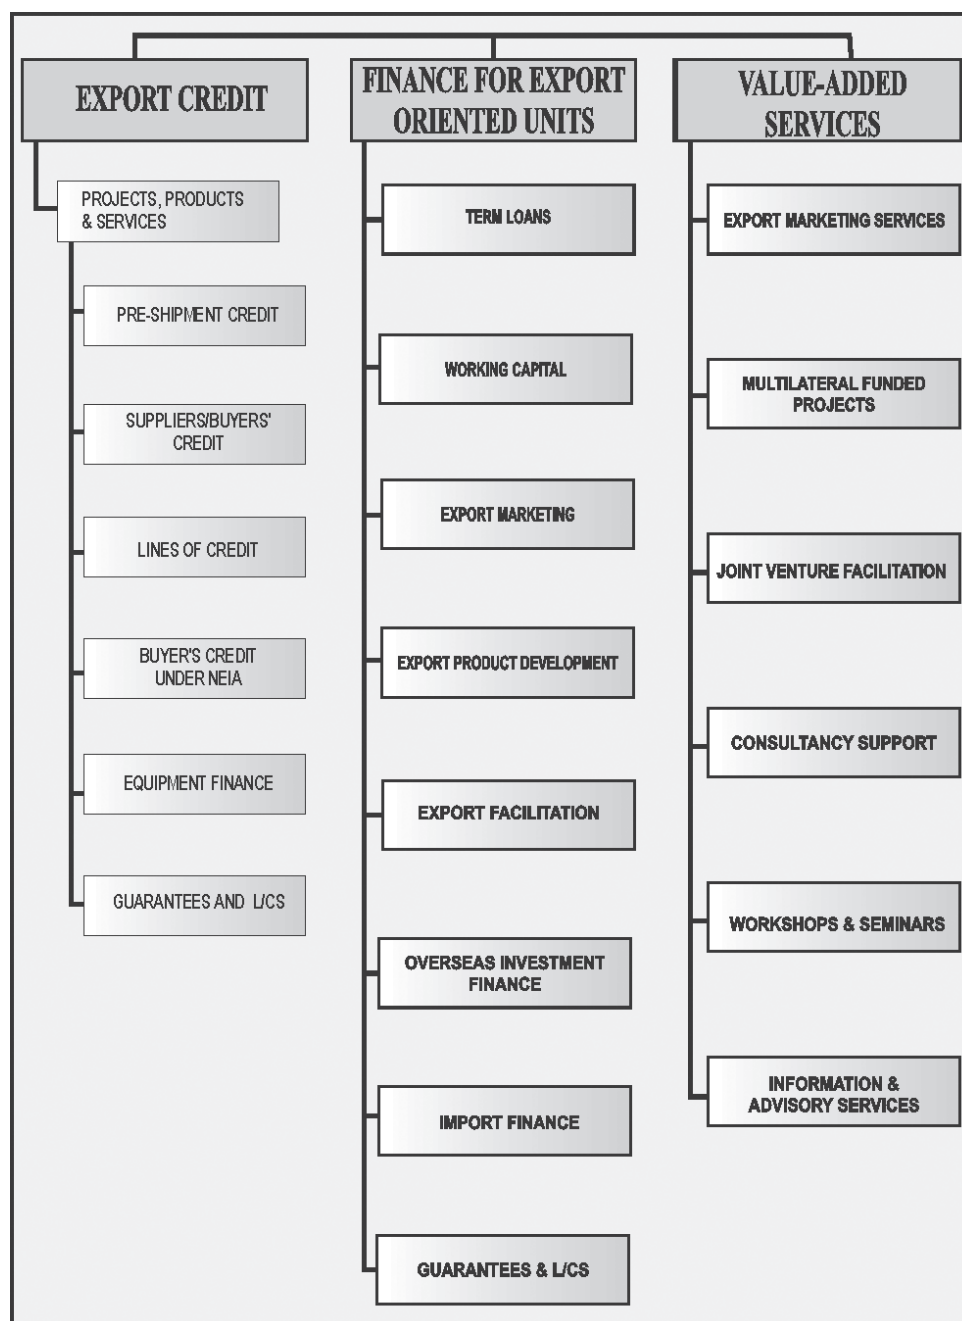 EXPORT CREDIT
PROJECTS, PRODUCTS
& SERVICES
PRE-SHIPMENT CREDIT
SUPPLIERS/BUYERS'
CREDIT
LINES OF CREDIT
BUYER'S CREDIT
UNDER NEIA
EQUIPMENT FINANCE
GUARANTEES AND L/CS
FINANCE FOR EXPORT
ORIENTED UNITS
TERM LOANS
WORKING CAPITAL
EXPORT MARKETING
EXPORT PRODUCT DEVELOPMENT
EXPORT FACILITATION
OVERSEAS INVESTMENT
FINANCE
IMPORT FINANCE
GUARANTEES & L/CS
VALUE-ADDED
SERVICES
EXPORT MARKETING SERVICES
MULTILATERAL FUNDED
PROJECTS
JOINT VENTURE FACILITATION
CONSULTANCY SUPPORT
WORKSHOPS & SEMINARS
INFORMATION &
ADVISORY SERVICES